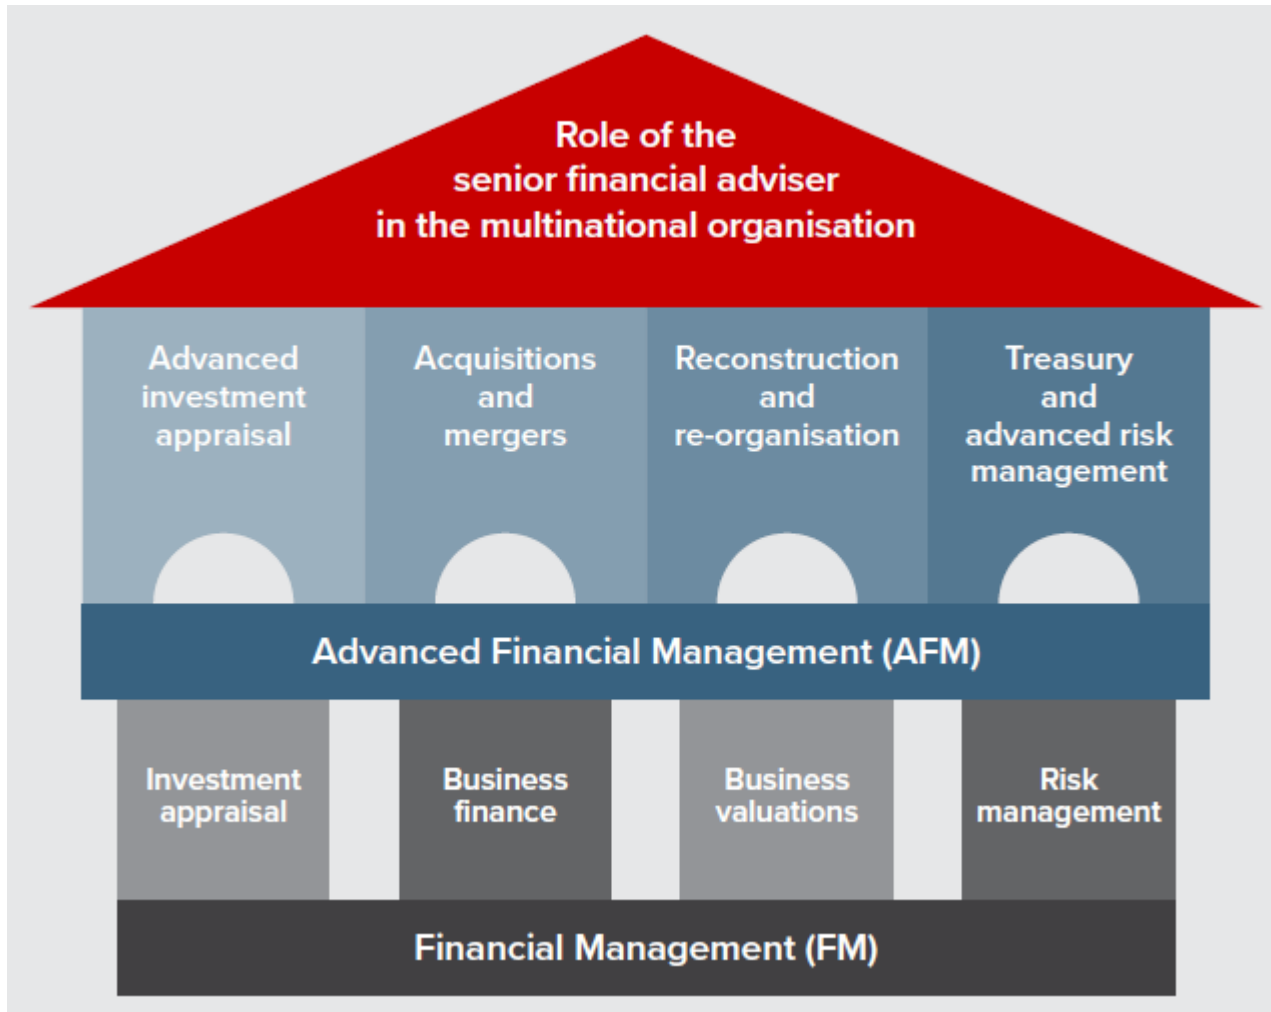 Role of the
senior financial adviser
in the multinational organisation
Advanced
investment
appraisal
Acquisitions
and
mergers
Reconstruction
and
re-organisation
Treasury
and
advanced risk
management
Advanced Financial Management (AFM)
Investment
appraisal
Business
finance
Business
valuations
Risk
management
Financial Management (FM)